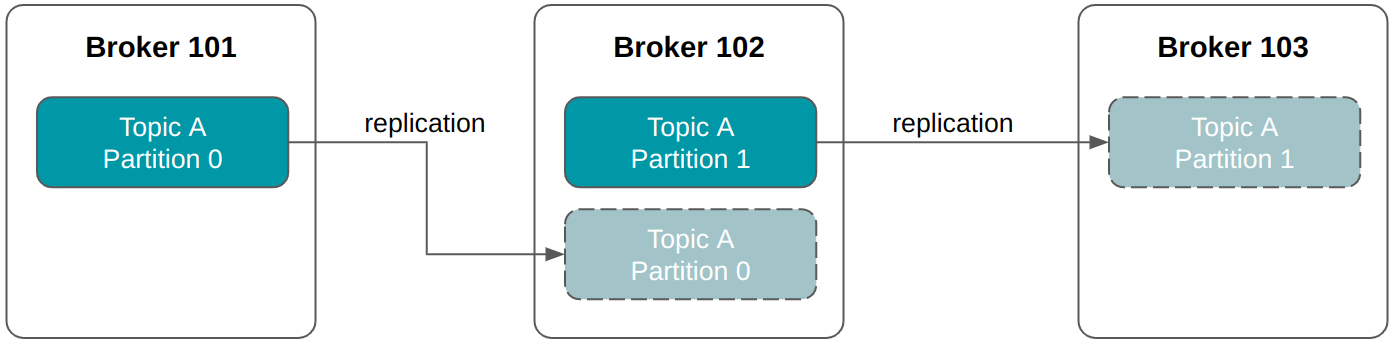 Broker 101
Topic A
Partition 0
replication
Broker 102
Topic A
Partition 1
Topic A
Partition 0
replication
Broker 103
Topic A
Partition 1